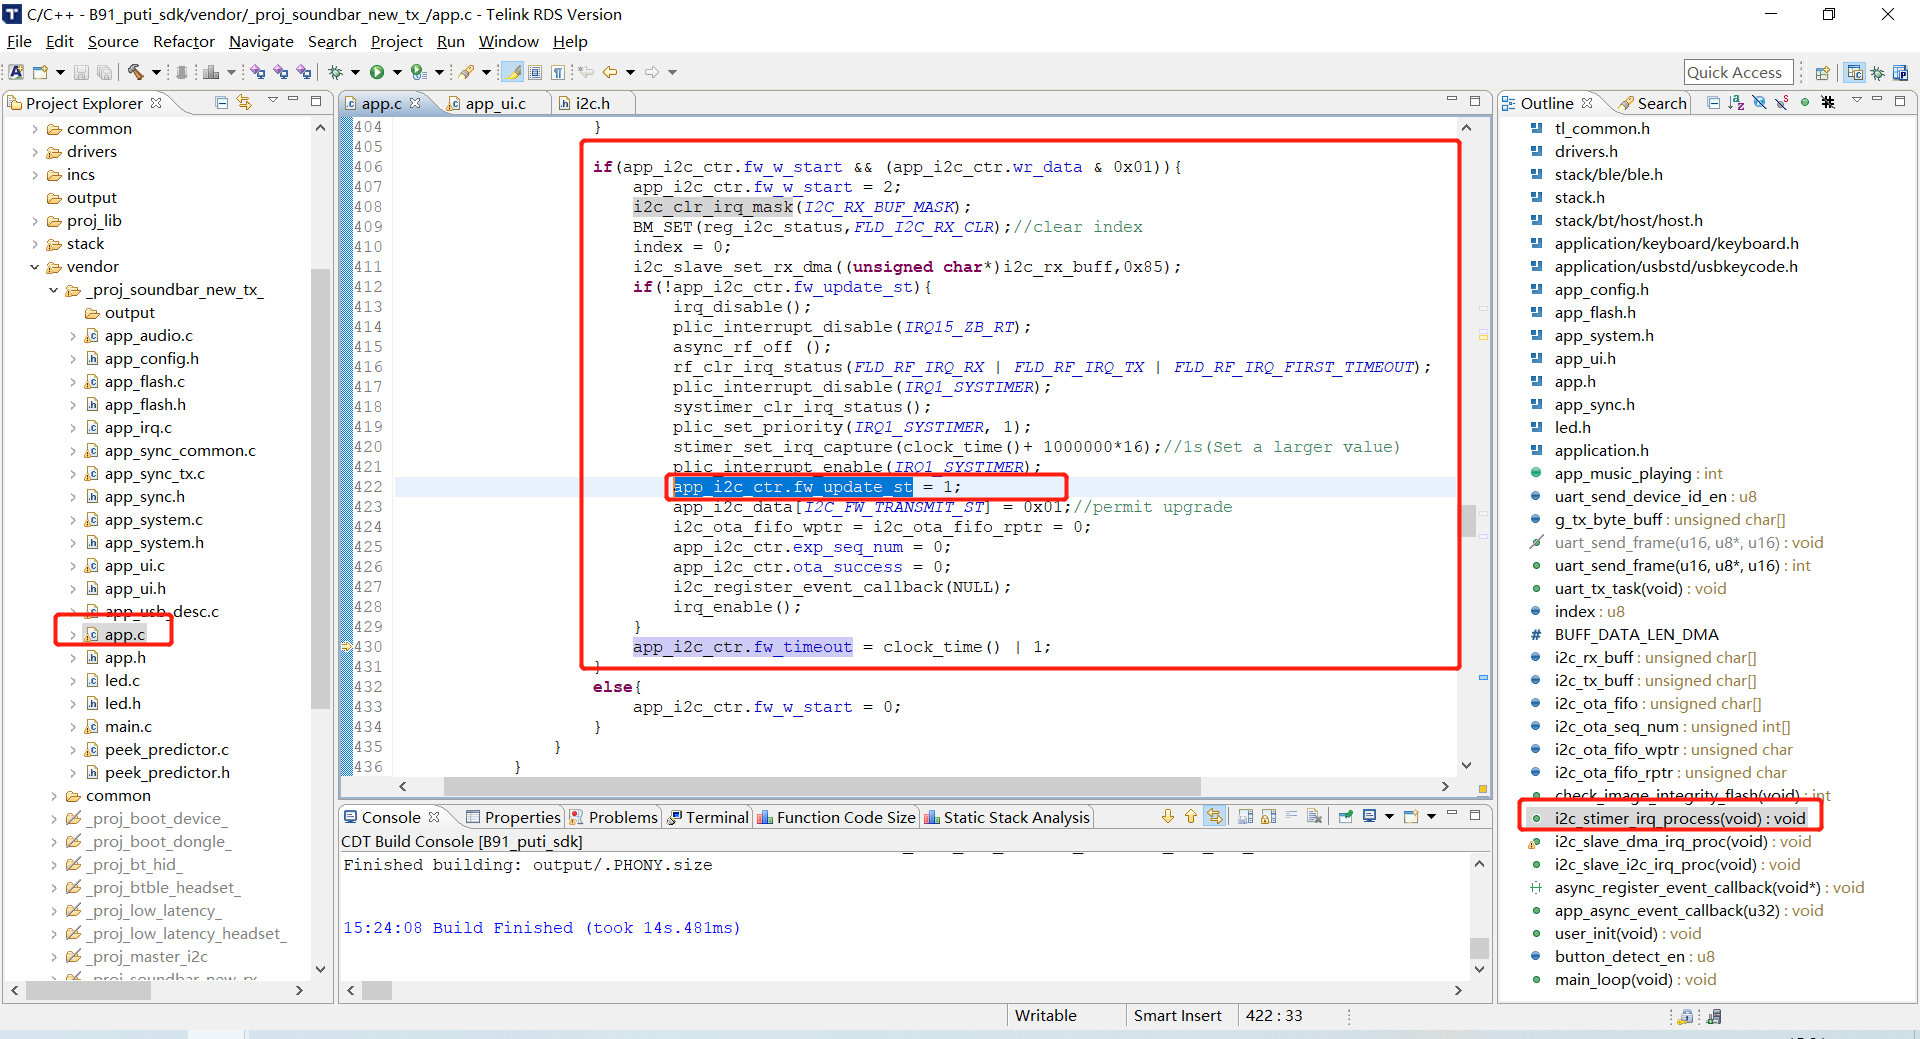 C/C++ - B91_puti_sdk/vendor/_proj_soundbar_new_tx_/app.c - Telink RDS Version
File Edit Source Refactor Navigate Search Project Run Window Help
Quick Access
Project Explorer
common
drivers
incs
output
proj_lib
stack
vendor
_proj_soundbar_new_tx_
output
app_audio.c
app_config.h
app_flash.c
app_flash.h
app_irq.c
app_sync_common.c
app_sync_tx.c
app_sync.h
app_system.c
app_system.h
app_ui.c
app_ui.h
app_usb_desc.c
app.c
app.h
led.c
led.h
main.c
peek_predictor.c
peek_predictor.h
common
_proj_boot_device_
_proj_boot_dongle_
_proj_bt_hid_
_proj_btble_headset_
_proj_low_latency_
_proj_low_latency_headset_
_proj_master_i2c
_proj_soundbar_new_rx
app.c app_ui.c i2c.h
404 }
405
406 if(app_i2c_ctr.fw_w_start && (app_i2c_ctr.wr_data & 0x01)){
407 app_i2c_ctr.fw_w_start = 2;
408 i2c_clr_irq_mask(I2C_RX_BUF_MASK);
409 BM_SET(reg_i2c_status,FLD_I2C_RX_CLR);//clear index
410 index = 0;
411 i2c_slave_set_rx_dma((unsigned char*)i2c_rx_buff,0x85);
412 if(!app_i2c_ctr.fw_update_st){
413 irq_disable();
414 plic_interrupt_disable(IRQ15_ZB_RT);
415 async_rf_off ();
416 rf_clr_irq_status(FLD_RF_IRQ_RX | FLD_RF_IRQ_TX | FLD_RF_IRQ_FIRST_TIMEOUT);
417 plic_interrupt_disable(IRQ1_SYSTIMER);
418 systimer_clr_irq_status();
419 plic_set_priority(IRQ1_SYSTIMER, 1);
420 stimer_set_irq_capture(clock_time()+ 1000000*16);//1s(Set a larger value)
421 plic_interrupt_enable(IRQ1_SYSTIMER);
422 app_i2c_ctr.fw_update_st = 1;
423 app_i2c_data[I2C_FW_TRANSMIT_ST] = 0x01;//permit upgrade
424 i2c_ota_fifo_wptr = i2c_ota_fifo_rptr = 0;
425 app_i2c_ctr.exp_seq_num = 0;
426 app_i2c_ctr.ota_success = 0;
427 i2c_register_event_callback(NULL);
428 irq_enable();
429 }
430 app_i2c_ctr.fw_timeout = clock_time() | 1;
431 }
432 else{
433 app_i2c_ctr.fw_w_start = 0;
434 }
435 }
436 }
Console Properties Problems Terminal Function Code Size Static Stack Analysis
CDT Build Console [B91_puti_sdk]
Finished building: output/.PHONY.size
15:24:08 Build Finished (took 14s.481ms)
Outline Search
tl_common.h
drivers.h
stack/ble/ble.h
stack.h
stack/bt/host/host.h
application/keyboard/keyboard.h
application/usbstd/usbkeycode.h
app_config.h
app_flash.h
app_system.h
app_ui.h
app.h
app_sync.h
led.h
application.h
app_music_playing : int
uart_send_device_id_en : u8
g_tx_byte_buff : unsigned char[]
uart_send_frame(u16, u8*, u16) : void
uart_send_frame(u16, u8*, u16) : int
uart_tx_task(void) : void
index : u8
# BUFF_DATA_LEN_DMA
i2c_rx_buff : unsigned char[]
i2c_tx_buff : unsigned char[]
i2c_ota_fifo : unsigned char[]
i2c_ota_seq_num : unsigned int[]
i2c_ota_fifo_wptr : unsigned char
i2c_ota_fifo_rptr : unsigned char
check_image_integrity_flash(void) : int
i2c_stimer_irq_process(void) : void
i2c_slave_dma_irq_proc(void) : void
i2c_slave_i2c_irq_proc(void) : void
async_register_event_callback(void*) : void
app_async_event_callback(u32) : void
user_init(void) : void
button_detect_en : u8
main_loop(void) : void
Writable Smart Insert 422 : 33